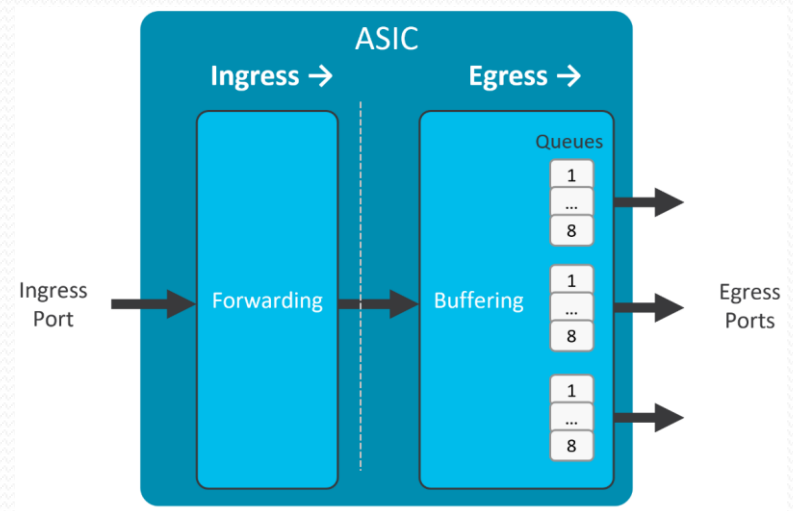 ASIC
Ingress →
Egress →
Queues
1
...
8
Ingress
Port
Forwarding
Buffering
1
...
8
Egress
Ports
1
...
8